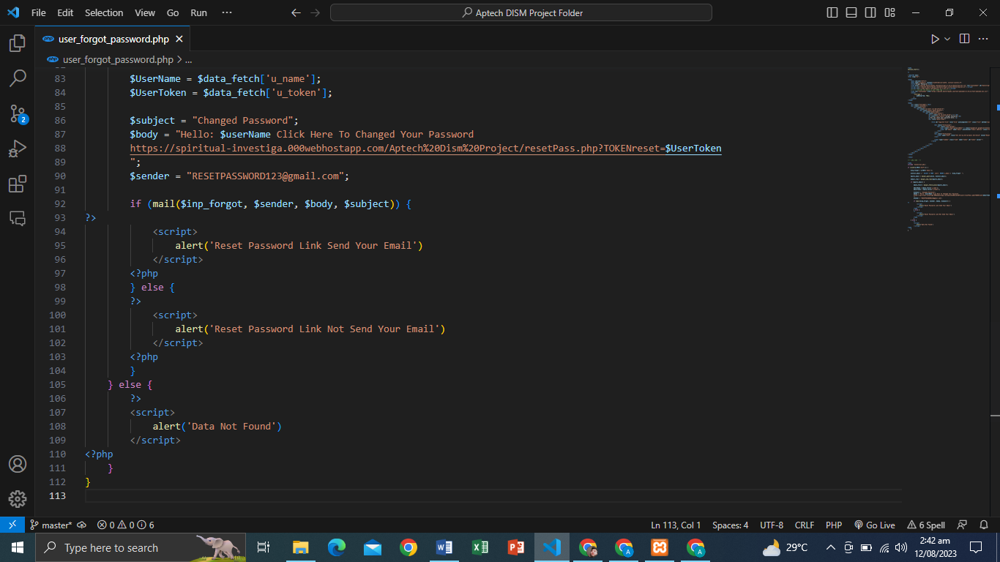 File Edit Selection View Go Run ··· Aptech DISM Project Folder
user_forgot_password.php
user_forgot_password.php > ...
83 $UserName = $data_fetch['u_name'];
84 $UserToken = $data_fetch['u_token'];
85
86 $subject = "Changed Password";
87 $body = "Hello: $userName Click Here To Changed Your Password
88 https://spiritual-investiga.000webhostapp.com/Aptech%20Dism%20Project/resetPass.php?TOKENreset=$UserToken
89 ";
90 $sender = "RESETPASSWORD123@gmail.com";
91
92 if (mail($inp_forgot, $sender, $body, $subject)) {
93 ?>
94 <script>
95 alert('Reset Password Link Send Your Email')
96 </script>
97 <?php
98 } else {
99 ?>
100 <script>
101 alert('Reset Password Link Not Send Your Email')
102 </script>
103 <?php
104 }
105 } else {
106 ?>
107 <script>
108 alert('Data Not Found')
109 </script>
110 <?php
111 }
112 }
113
2
master* 0 0 6 Ln 113, Col 1 Spaces: 4 UTF-8 CRLF PHP Go Live 6 Spell
Type here to search 29°C 2:42 am
12/08/2023